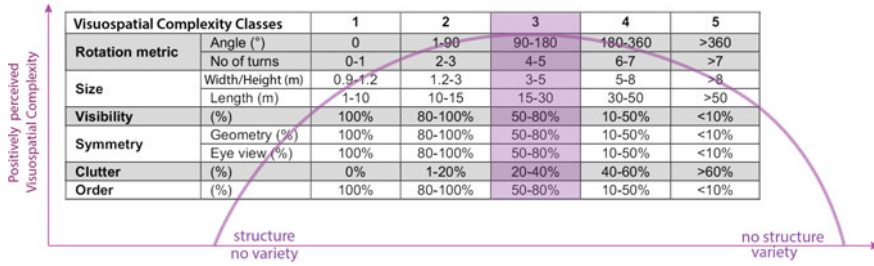 Positively perceived
Visuospatial Complexity
Visuospatial Complexity Classes 1 2 3 4 5
Rotation metric Angle (°) 0 1-90 90-180 180-360 >360
No of turns 0-1 2-3 4-5 6-7 >7
Size Width/Height (m) 0.9-1.2 1.2-3 3-5 5-8 >8
Length (m) 1-10 10-15 15-30 30-50 >50
Visibility (%) 100% 80-100% 50-80% 10-50% <10%
Symmetry Geometry (%) 100% 80-100% 50-80% 10-50% <10%
Eye view (%) 100% 80-100% 50-80% 10-50% <10%
Clutter (%) 0% 1-20% 20-40% 40-60% >60%
Order (%) 100% 80-100% 50-80% 10-50% <10%
structure
no variety
no structure
variety